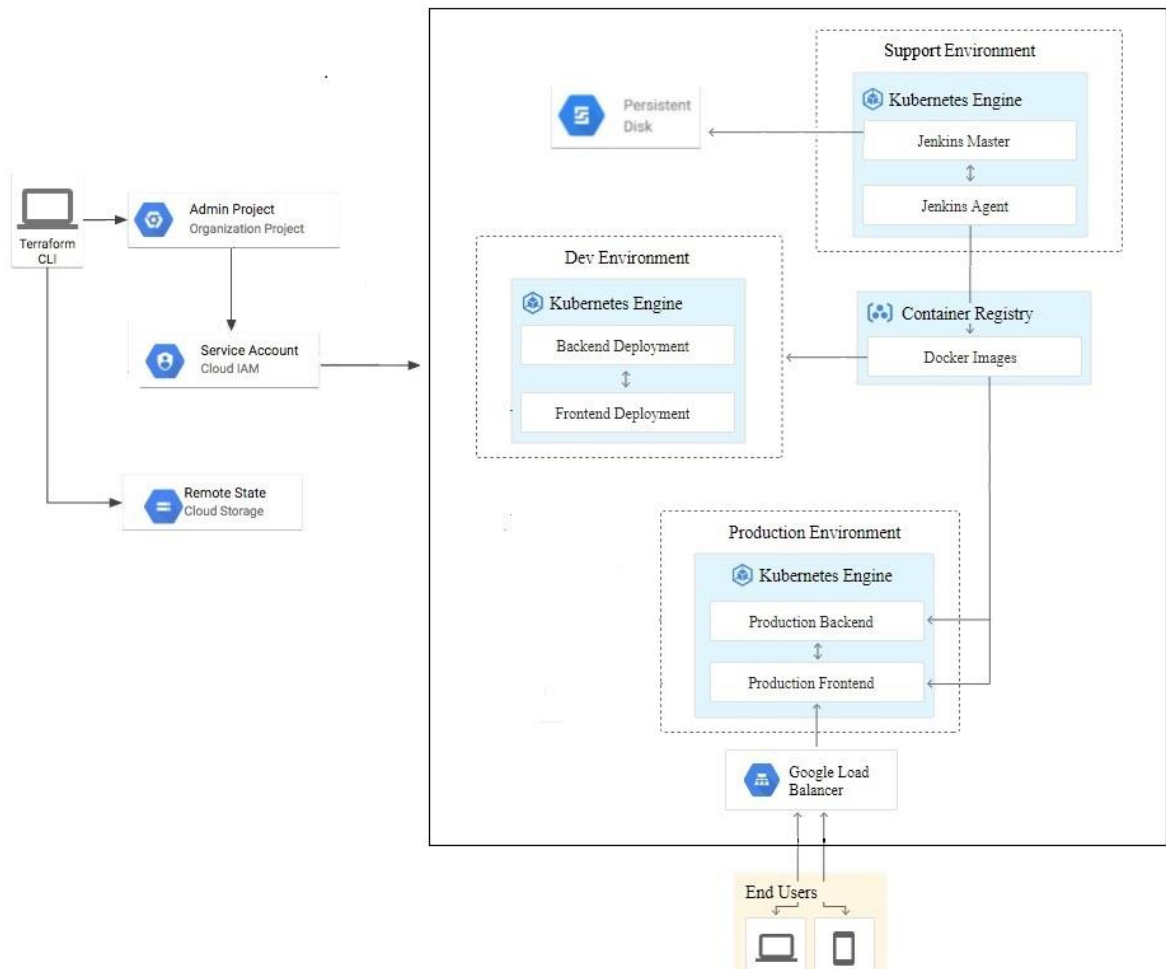 Support Environment
Kubernetes Engine
Jenkins Master
Jenkins Agent
Persistent
Disk
Terraform
CLI
Admin Project
Organization Project
Service Account
Cloud IAM
Remote State
Cloud Storage
Dev Environment
Kubernetes Engine
Backend Deployment
Frontend Deployment
Container Registry
Docker Images
Production Environment
Kubernetes Engine
Production Backend
Production Frontend
Google Load
Balancer
End Users